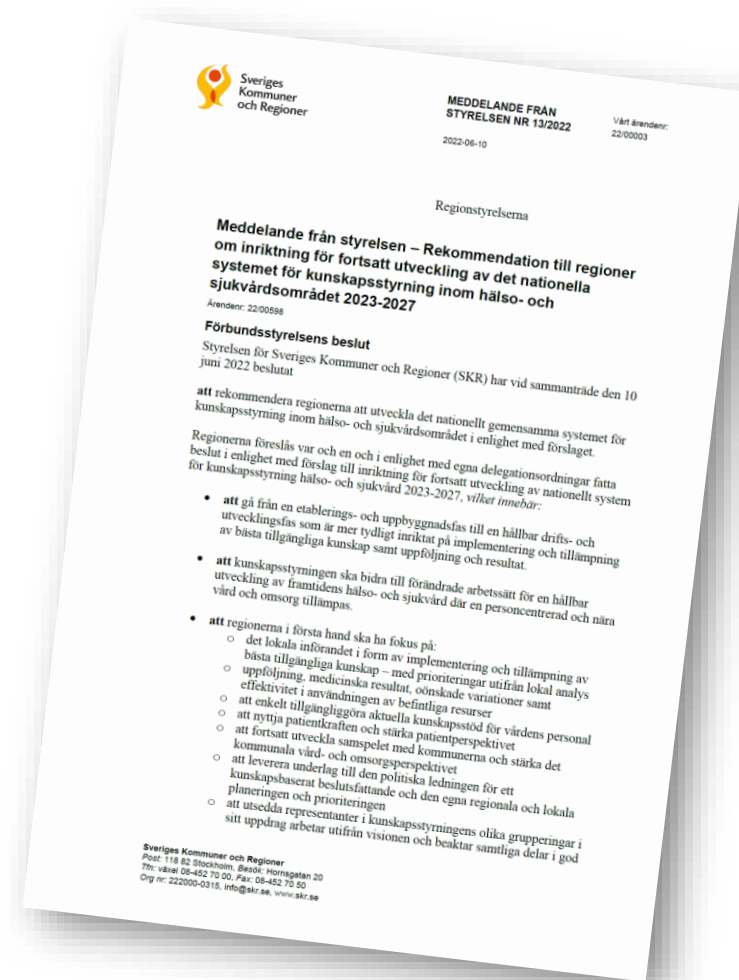 Sveriges
Kommuner
och Regioner
MEDDELANDE FRÅN
STYRELSEN NR 13/2022
2022-06-10
Vårt ärendenr:
22/00003
Regionstyrelserna
Meddelande från styrelsen – Rekommendation till regioner
om inriktning för fortsatt utveckling av det nationella
systemet för kunskapsstyrning inom hälso- och
sjukvårdsområdet 2023-2027
Ärendenr: 22/00598
Förbundsstyrelsens beslut
Styrelsen för Sveriges Kommuner och Regioner (SKR) har vid sammanträde den 10
juni 2022 beslutat
att rekommendera regionerna att utveckla det nationellt gemensamma systemet för
kunskapsstyrning inom hälso- och sjukvårdsområdet i enlighet med förslaget.
Regionerna föreslås var och en och i enlighet med egna delegationsordningar fatta
beslut i enlighet med förslag till inriktning för fortsatt utveckling av nationellt system
för kunskapsstyrning hälso- och sjukvård 2023-2027, vilket innebär:
• att gå från en etablerings- och uppbyggnadsfas till en hållbar drifts- och
utvecklingsfas som är mer tydligt inriktat på implementering och tillämpning
av bästa tillgängliga kunskap samt uppföljning och resultat.
• att kunskapsstyrningen ska bidra till förändrade arbetssätt för en hållbar
utveckling av framtidens hälso- och sjukvård där en personcentrerad och nära
vård och omsorg tillämpas.
• att regionerna i första hand ska ha fokus på:
○ det lokala införandet i form av implementering och tillämpning av
bästa tillgängliga kunskap – med prioriteringar utifrån lokal analys
○ uppföljning, medicinska resultat, oönskade variationer samt
effektivitet i användningen av befintliga resurser
○ att enkelt tillgängliggöra aktuella kunskapsstöd för vårdens personal
○ att nyttja patientkraften och stärka patientperspektivet
○ att fortsatt utveckla samspelet med kommunerna och stärka det
kommunala vård- och omsorgsperspektivet
○ att leverera underlag till den politiska ledningen för ett
kunskapsbaserat beslutsfattande och den egna regionala och lokala
planeringen och prioriteringen
○ att utsedda representanter i kunskapsstyrningens olika grupperingar i
sitt uppdrag arbetar utifrån visionen och beaktar samtliga delar i god
Sveriges Kommuner och Regioner
Post: 118 82 Stockholm, Besök: Hornsgatan 20
Tfn: växel 08-452 70 00, Fax: 08-452 70 50
Org nr: 222000-0315, info@skr.se, www.skr.se